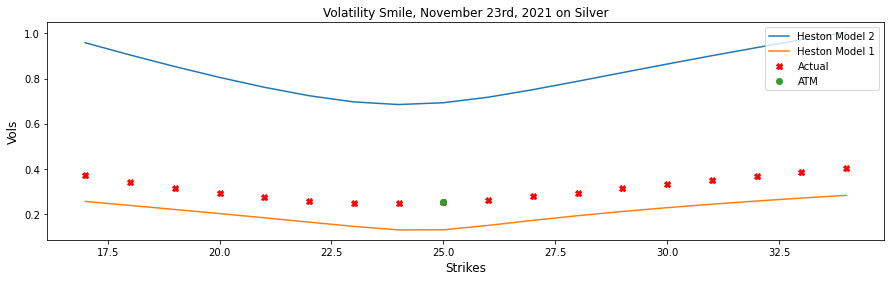 Volatility Smile, November 23rd, 2021 on Silver
1.0
0.8
0.6
0.4
0.2
Vols
Heston Model 2
Heston Model 1
Actual
ATM
17.5
20.0
22.5
25.0
27.5
30.0
32.5
Strikes